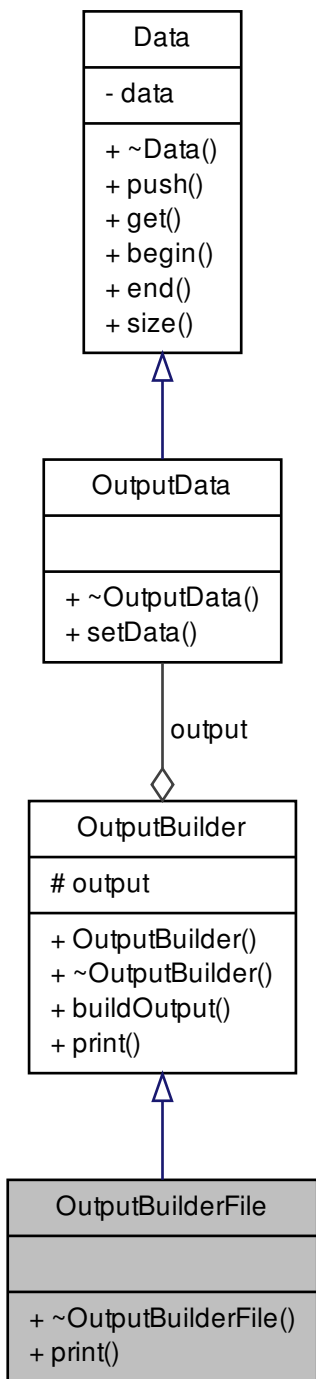 Data
- data
+ ~Data()
+ push()
+ get()
+ begin()
+ end()
+ size()
OutputData
+ ~OutputData()
+ setData()
output
OutputBuilder
# output
+ OutputBuilder()
+ ~OutputBuilder()
+ buildOutput()
+ print()
OutputBuilderFile
+ ~OutputBuilderFile()
+ print()